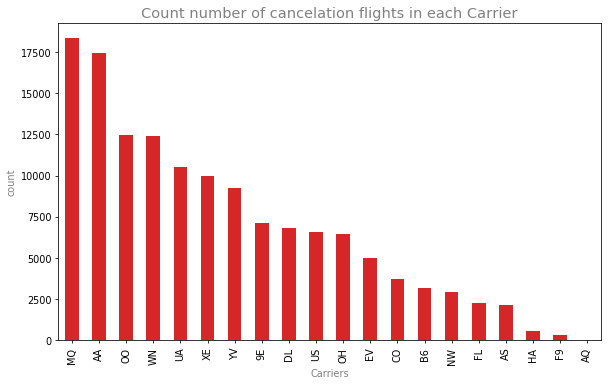 Count number of cancelation flights in each Carrier
count
17500
15000
12500
10000
7500
5000
2500
0
MQ AA OO WN UA XE YV 9E DL US OH EV CO B6 NW FL AS HA F9 AQ
Carriers